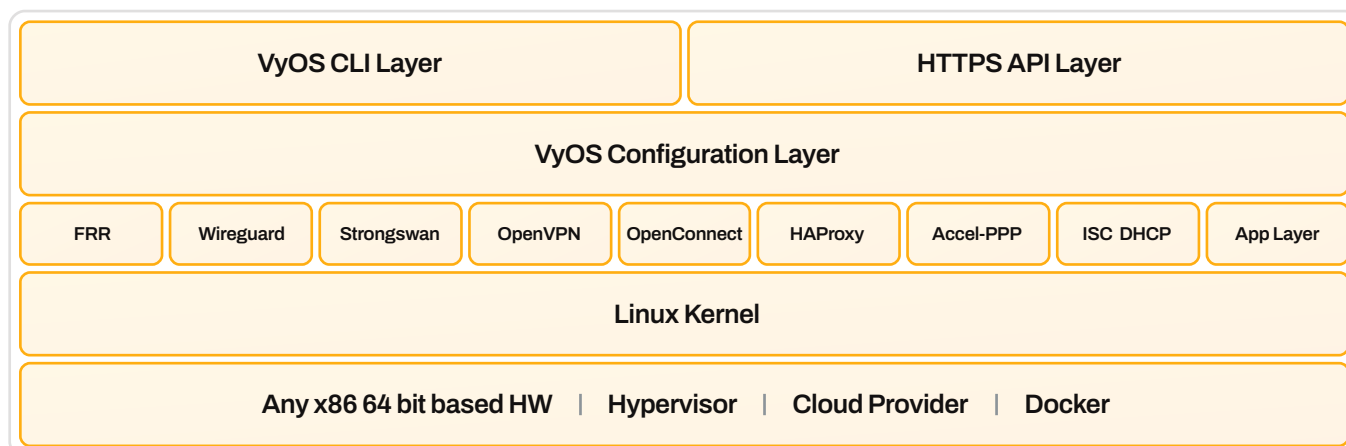 VyOS CLI Layer HTTPS API Layer
VyOS Configuration Layer
FRR Wireguard Strongswan OpenVPN OpenConnect HAProxy Accel-PPP ISC DHCP App Layer
Linux Kernel
Any x86 64 bit based HW | Hypervisor | Cloud Provider | Docker